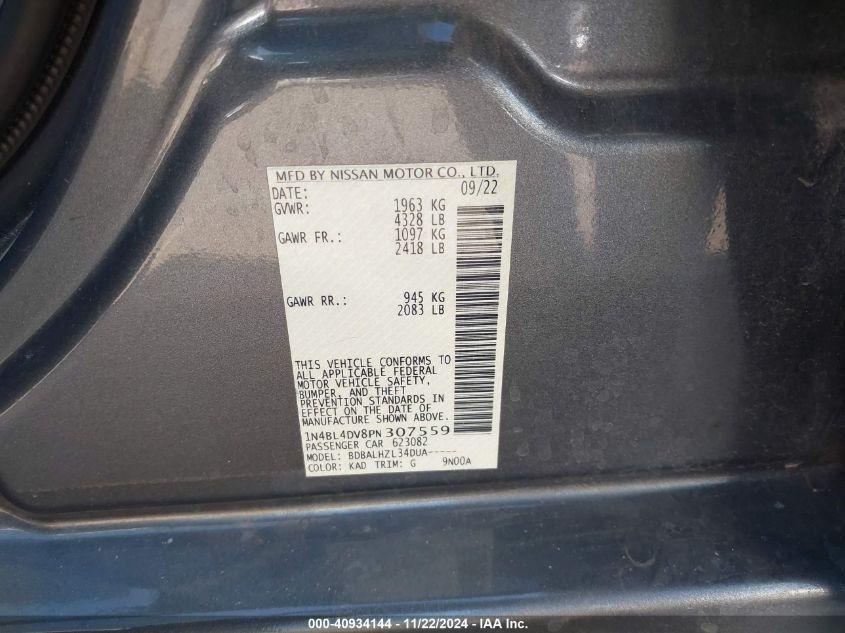 MFD BY NISSAN MOTOR CO., LTD.
DATE: 09/22
GVWR: 1963 KG
4328 LB
GAWR FR.: 1097 KG
2418 LB
GAWR RR.: 945 KG
2083 LB
THIS VEHICLE CONFORMS TO
ALL APPLICABLE FEDERAL
MOTOR VEHICLE SAFETY,
BUMPER, AND THEFT
PREVENTION STANDARDS IN
EFFECT ON THE DATE OF
MANUFACTURE SHOWN ABOVE.
1N4BL4DV8PN307559
PASSENGER CAR 623082
MODEL: BDBALHZL34DUA-----
COLOR: KAD TRIM: G 9N00A
000-40934144 - 11/22/2024 - IAA Inc.